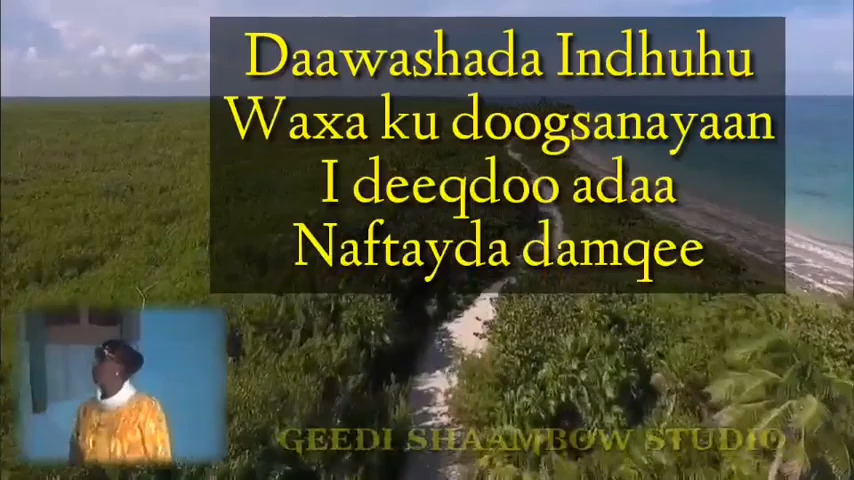 Daawashada Indhuhu
Waxa ku doogsanayaan
I deeqdoo adaa
Naftayda damqee
GEEDI SHAAMBOW STUDIO